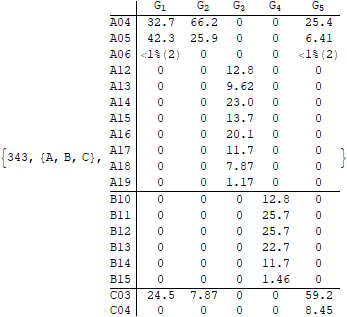 G₁ G₂ G₃ G₄ G₅
A04 32.7 66.2 0 0 25.4
A05 42.3 25.9 0 0 6.41
A06 <1%(2) 0 0 0 <1%(2)
A12 0 0 12.8 0 0
A13 0 0 9.62 0 0
A14 0 0 23.0 0 0
A15 0 0 13.7 0 0
A16 0 0 20.1 0 0
{343, {A, B, C}, A17 0 0 11.7 0 0 }
A18 0 0 7.87 0 0
A19 0 0 1.17 0 0
B10 0 0 0 12.8 0
B11 0 0 0 25.7 0
B12 0 0 0 25.7 0
B13 0 0 0 22.7 0
B14 0 0 0 11.7 0
B15 0 0 0 1.46 0
C03 24.5 7.87 0 0 59.2
C04 0 0 0 0 8.45